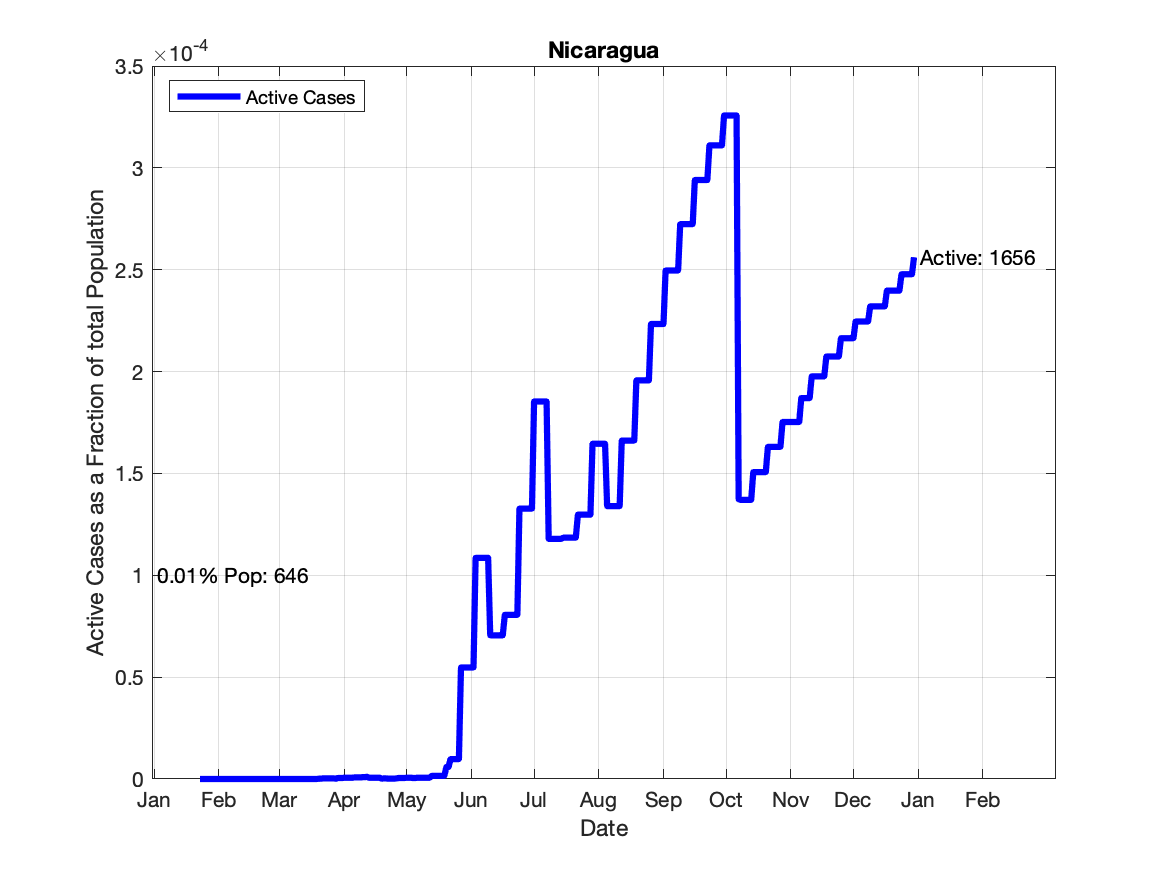 Nicaragua
×10-4
3.5
3
2.5
2
1.5
1
0.5
0
Active Cases
Active: 1656
0.01% Pop: 646
Active Cases as a Fraction of total Population
Jan Feb Mar Apr May Jun Jul Aug Sep Oct Nov Dec Jan Feb
Date